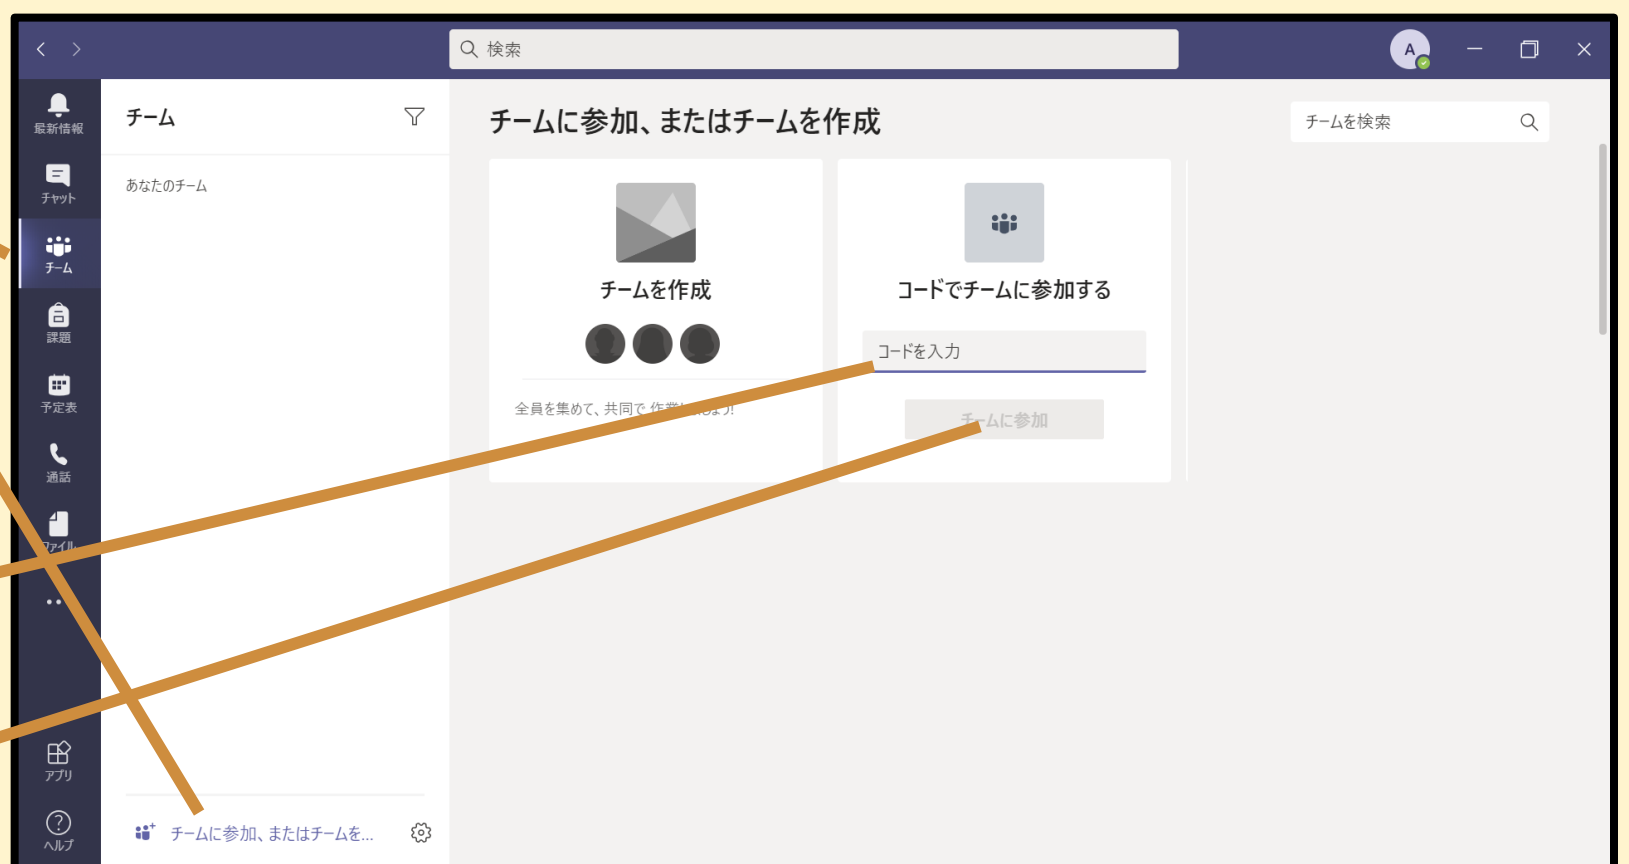 検索
A
最新情報
チーム
チームに参加、またはチームを作成
チームを検索
チャット
あなたのチーム
チーム
チームを作成
コードでチームに参加する
課題
コードを入力
予定表
全員を集めて、共同で
チームに参加
通話
アプリ
チームに参加、またはチームを...
ヘルプ